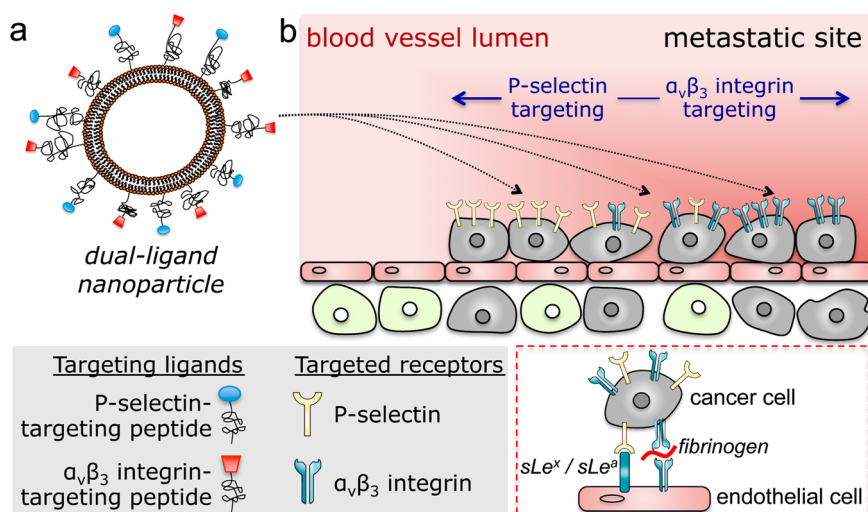 a
dual-ligand
nanoparticle
b
blood vessel lumen
metastatic site
P-selectin
targeting
αvβ3 integrin
targeting
Targeting ligands
P-selectin-
targeting peptide
αvβ3 integrin-
targeting peptide
Targeted receptors
P-selectin
αvβ3 integrin
cancer cell
fibrinogen
sLeˣ / sLeᵃ
endothelial cell